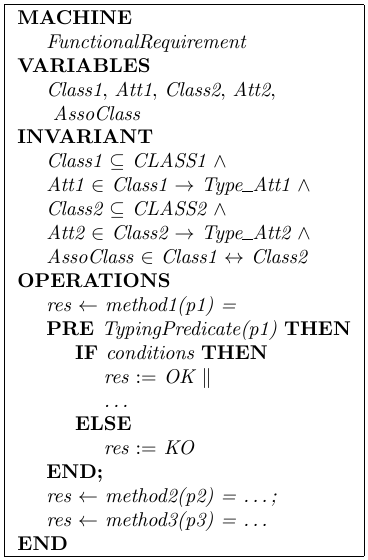 MACHINE
FunctionalRequirement
VARIABLES
Class1, Att1, Class2, Att2,
AssoClass
INVARIANT
Class1 ⊆ CLASS1 ∧
Att1 ∈ Class1 → Type_Att1 ∧
Class2 ⊆ CLASS2 ∧
Att2 ∈ Class2 → Type_Att2 ∧
AssoClass ∈ Class1 ↔ Class2
OPERATIONS
res ← method1(p1) =
PRE TypingPredicate(p1) THEN
IF conditions THEN
res := OK ∥
...
ELSE
res := KO
END;
res ← method2(p2) = ...;
res ← method3(p3) = ...
END